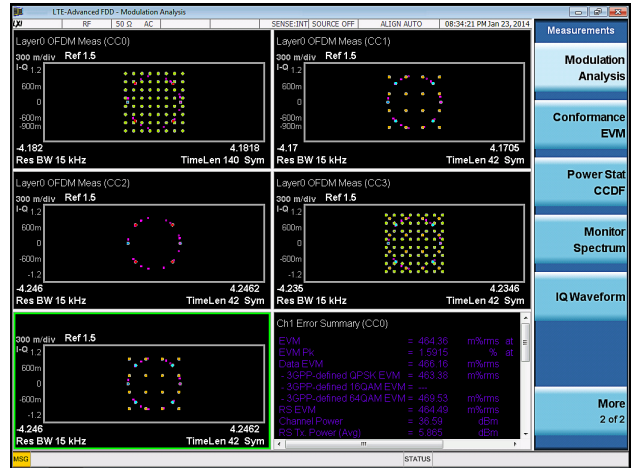 LTE-Advanced FDD - Modulation Analysis
LXI RF 50 Ω AC SENSE:INT SOURCE OFF ALIGN AUTO 08:34:21 PM Jan 23, 2014
Measurements
Layer0 OFDM Meas (CC0)
300 m/div Ref 1.5
I-Q 1.2
600m
0
-600m
-900m
-4.182 4.1818
Res BW 15 kHz TimeLen 140 Sym
Layer0 OFDM Meas (CC1)
300 m/div Ref 1.5
I-Q 1.2
600m
0
-600m
-900m
-4.17 4.1705
Res BW 15 kHz TimeLen 42 Sym
Layer0 OFDM Meas (CC2)
300 m/div Ref 1.5
I-Q 1.2
600m
0
-600m
-1.2
-4.246 4.2462
Res BW 15 kHz TimeLen 42 Sym
Layer0 OFDM Meas (CC3)
300 m/div Ref 1.5
I-Q 1.2
600m
0
-600m
-1.2
-4.235 4.2346
Res BW 15 kHz TimeLen 42 Sym
300 m/div Ref 1.5
I-Q 1.2
600m
0
-600m
-1.2
-4.246 4.2462
Res BW 15 kHz TimeLen 42 Sym
Ch1 Error Summary (CC0)
EVM = 464.36 m%rms at
EVM Pk = 1.5915 % at
Data EVM = 466.16 m%rms
- 3GPP-defined QPSK EVM = 463.38 m%rms
- 3GPP-defined 16QAM EVM = ---
- 3GPP-defined 64QAM EVM = 469.53 m%rms
RS EVM = 464.49 m%rms
Channel Power = 36.59 dBm
RS Tx. Power (Avg) = 5.865 dBm
Modulation
Analysis
Conformance
EVM
Power Stat
CCDF
Monitor
Spectrum
IQ Waveform
More
2 of 2
MSG STATUS